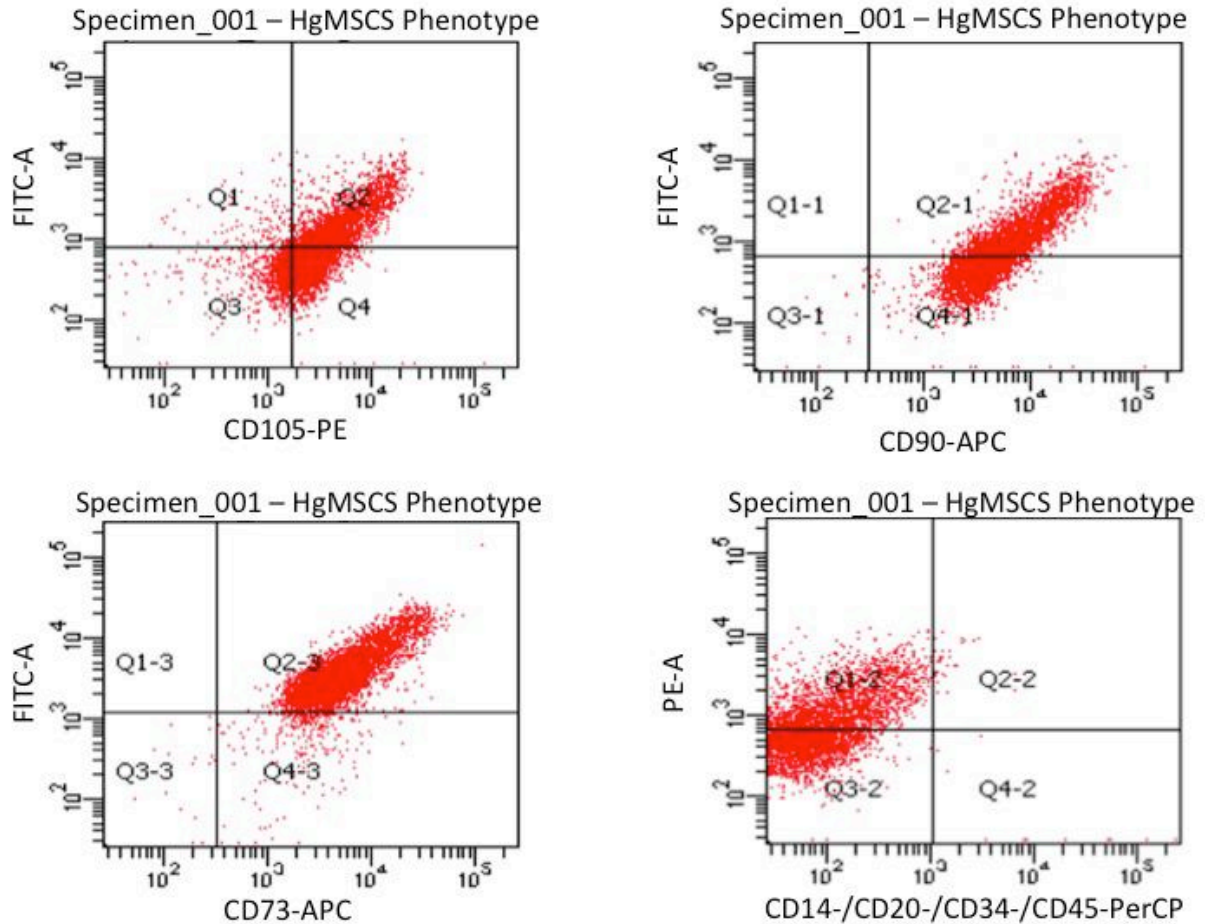 Specimen_001 – HgMSCS Phenotype
FITC-A
10^5
10^4
10^3
10^2
Q1
Q2
Q3
Q4
10^2 10^3 10^4 10^5
CD105-PE
Specimen_001 – HgMSCS Phenotype
FITC-A
10^5
10^4
10^3
10^2
Q1-1
Q2-1
Q3-1
Q4-1
10^2 10^3 10^4 10^5
CD90-APC
Specimen_001 – HgMSCS Phenotype
FITC-A
10^5
10^4
10^3
10^2
Q1-3
Q2-3
Q3-3
Q4-3
10^2 10^3 10^4 10^5
CD73-APC
Specimen_001 – HgMSCS Phenotype
PE-A
10^5
10^4
10^3
10^2
Q1-2
Q2-2
Q3-2
Q4-2
10^2 10^3 10^4 10^5
CD14-/CD20-/CD34-/CD45-PerCP